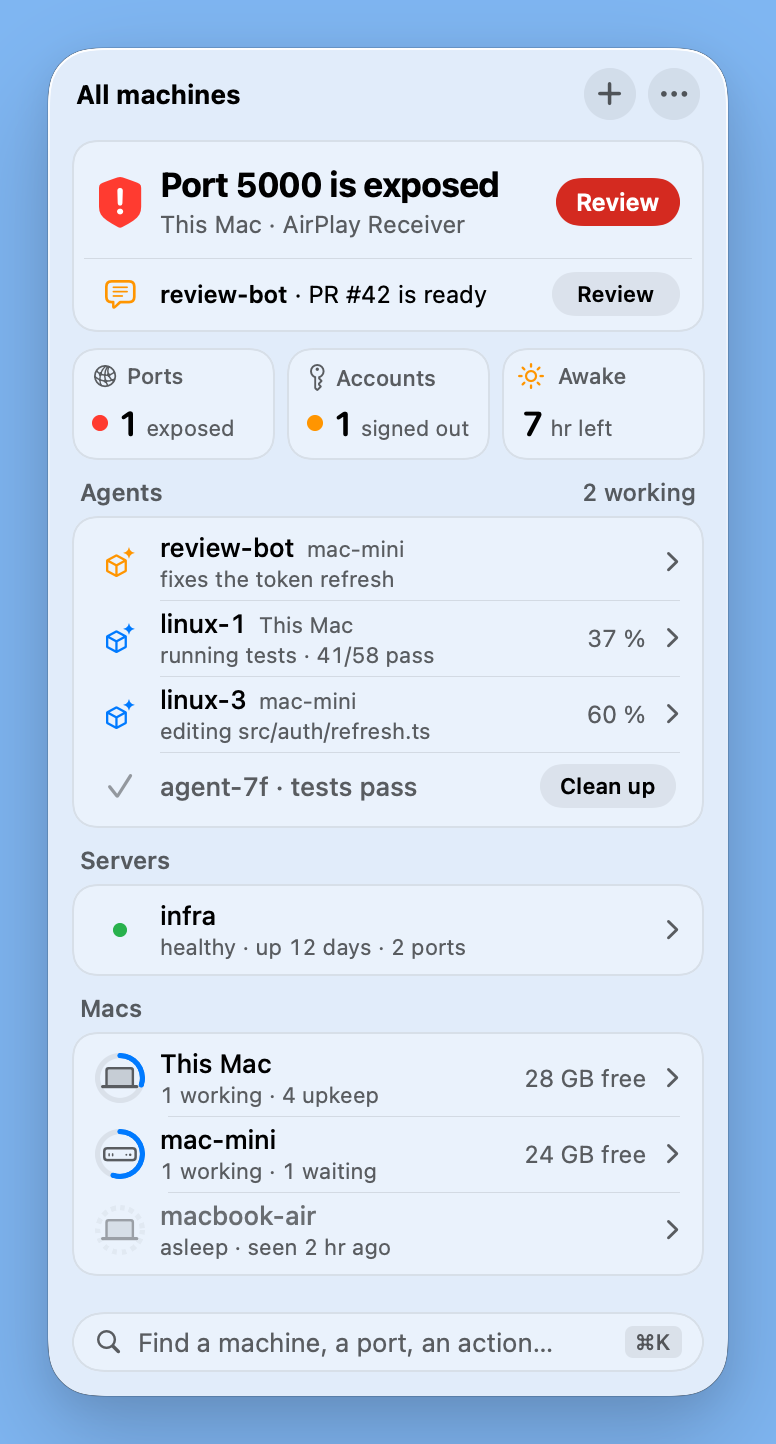 All machines
Port 5000 is exposed
This Mac · AirPlay Receiver
Review
review-bot · PR #42 is ready
Review
Ports
1 exposed
Accounts
1 signed out
Awake
7 hr left
Agents
2 working
review-bot mac-mini
fixes the token refresh
linux-1 This Mac
running tests · 41/58 pass
37 %
linux-3 mac-mini
editing src/auth/refresh.ts
60 %
agent-7f · tests pass
Clean up
Servers
infra
healthy · up 12 days · 2 ports
Macs
This Mac
1 working · 4 upkeep
28 GB free
mac-mini
1 working · 1 waiting
24 GB free
macbook-air
asleep · seen 2 hr ago
Find a machine, a port, an action...
⌘K